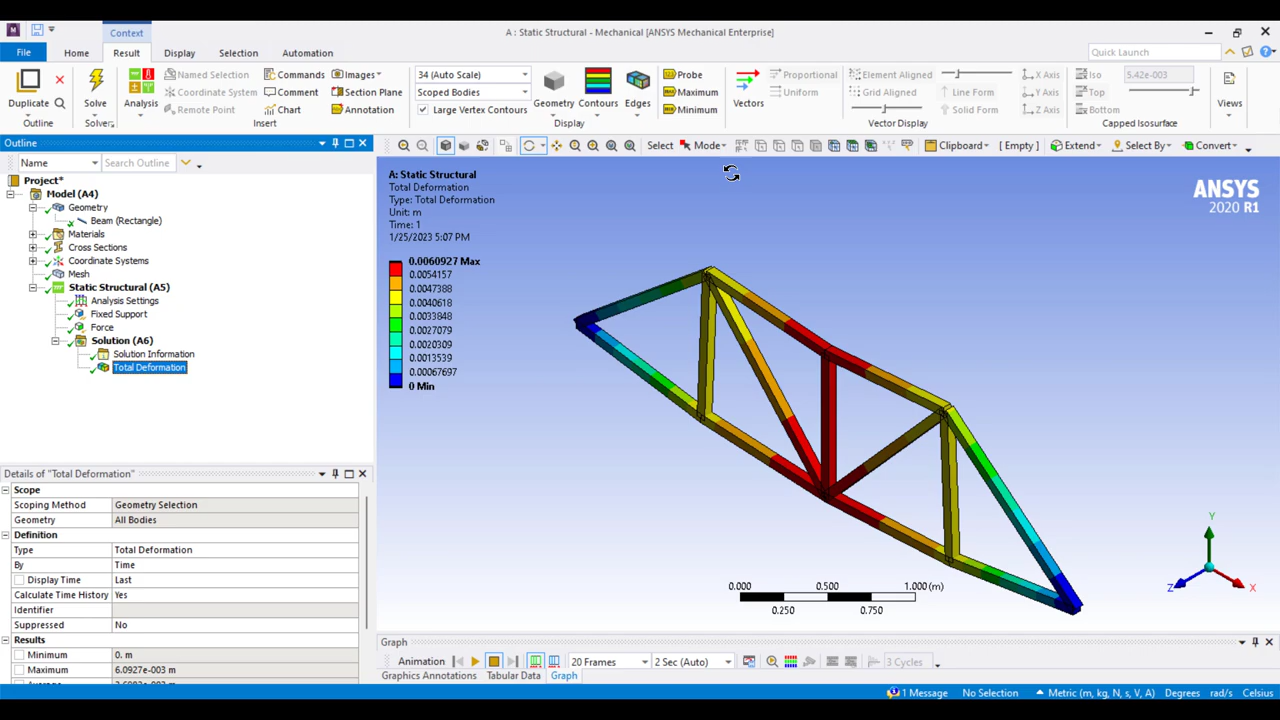 Context
A : Static Structural - Mechanical [ANSYS Mechanical Enterprise]
File
Home
Result
Display
Selection
Automation
Quick Launch
Duplicate
Outline
Solve
Solver
Analysis
Named Selection
Coordinate System
Remote Point
Commands
Comment
Chart
Images
Section Plane
Annotation
Insert
34 (Auto Scale)
Scoped Bodies
Large Vertex Contours
Geometry
Contours
Edges
Display
Probe
Maximum
Minimum
Vectors
Proportional
Uniform
Element Aligned
Grid Aligned
Line Form
Solid Form
X Axis
Y Axis
Z Axis
Vector Display
Iso
5.42e-003
Top
Bottom
Capped Isosurface
Views
Outline
Select
Mode
Clipboard
[ Empty ]
Extend
Select By
Convert
Name
Search Outline
Project*
Model (A4)
Geometry
Beam (Rectangle)
Materials
Cross Sections
Coordinate Systems
Mesh
Static Structural (A5)
Analysis Settings
Fixed Support
Force
Solution (A6)
Solution Information
Total Deformation
A: Static Structural
Total Deformation
Type: Total Deformation
Unit: m
Time: 1
1/25/2023 5:07 PM
0.0060927 Max
0.0054157
0.0047388
0.0040618
0.0033848
0.0027079
0.0020309
0.0013539
0.00067697
0 Min
ANSYS
2020 R1
Y
Z
X
0.000 0.500 1.000 (m)
0.250 0.750
Details of "Total Deformation"
Scope
Scoping Method Geometry Selection
Geometry All Bodies
Definition
Type Total Deformation
By Time
Display Time Last
Calculate Time History Yes
Identifier
Suppressed No
Results
Minimum 0. m
Maximum 6.0927e-003 m
Graph
Animation
20 Frames
2 Sec (Auto)
3 Cycles
Graphics Annotations Tabular Data Graph
1 Message No Selection Metric (m, kg, N, s, V, A) Degrees rad/s Celsius